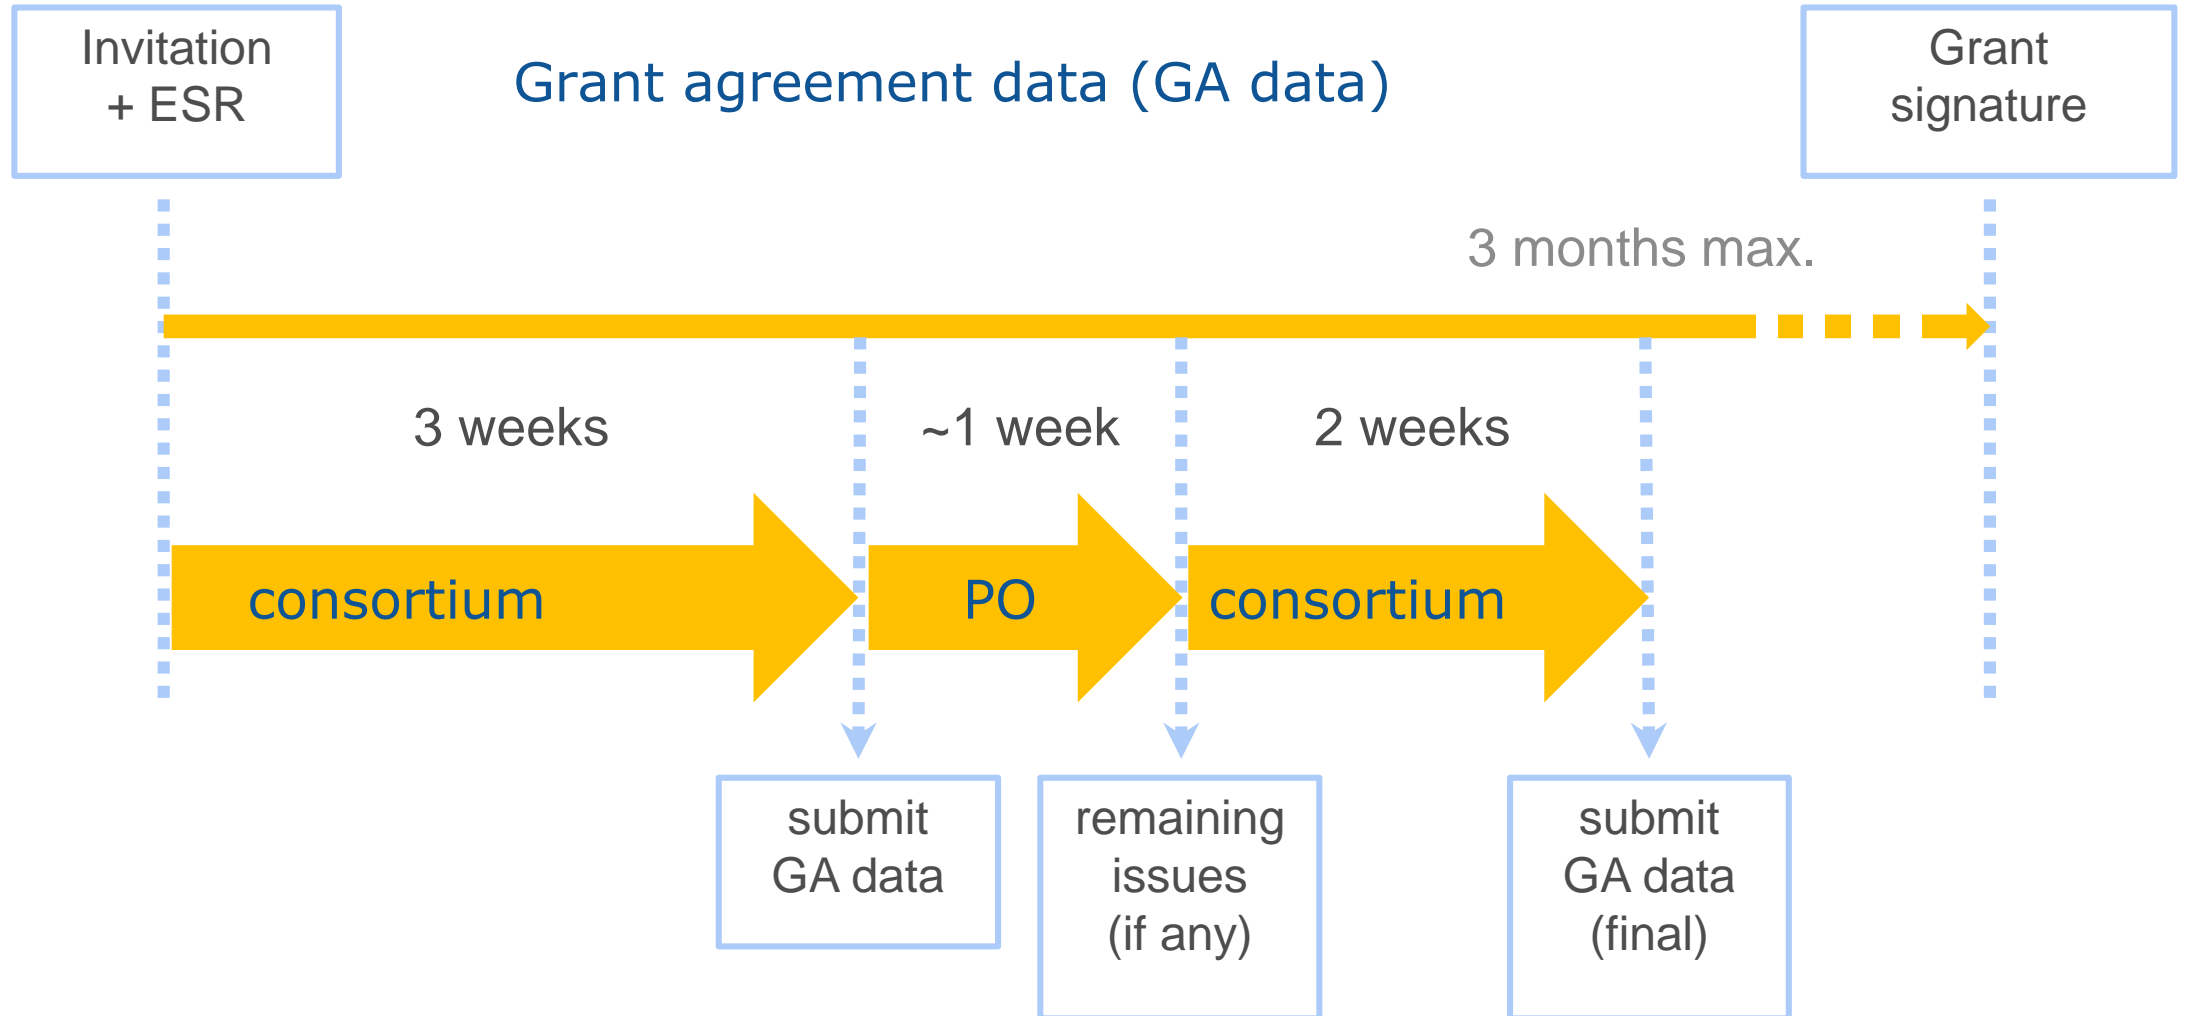 Invitation
+ ESR
Grant agreement data (GA data)
Grant
signature
3 months max.
3 weeks
~1 week
2 weeks
consortium
PO
consortium
submit
GA data
remaining
issues
(if any)
submit
GA data
(final)